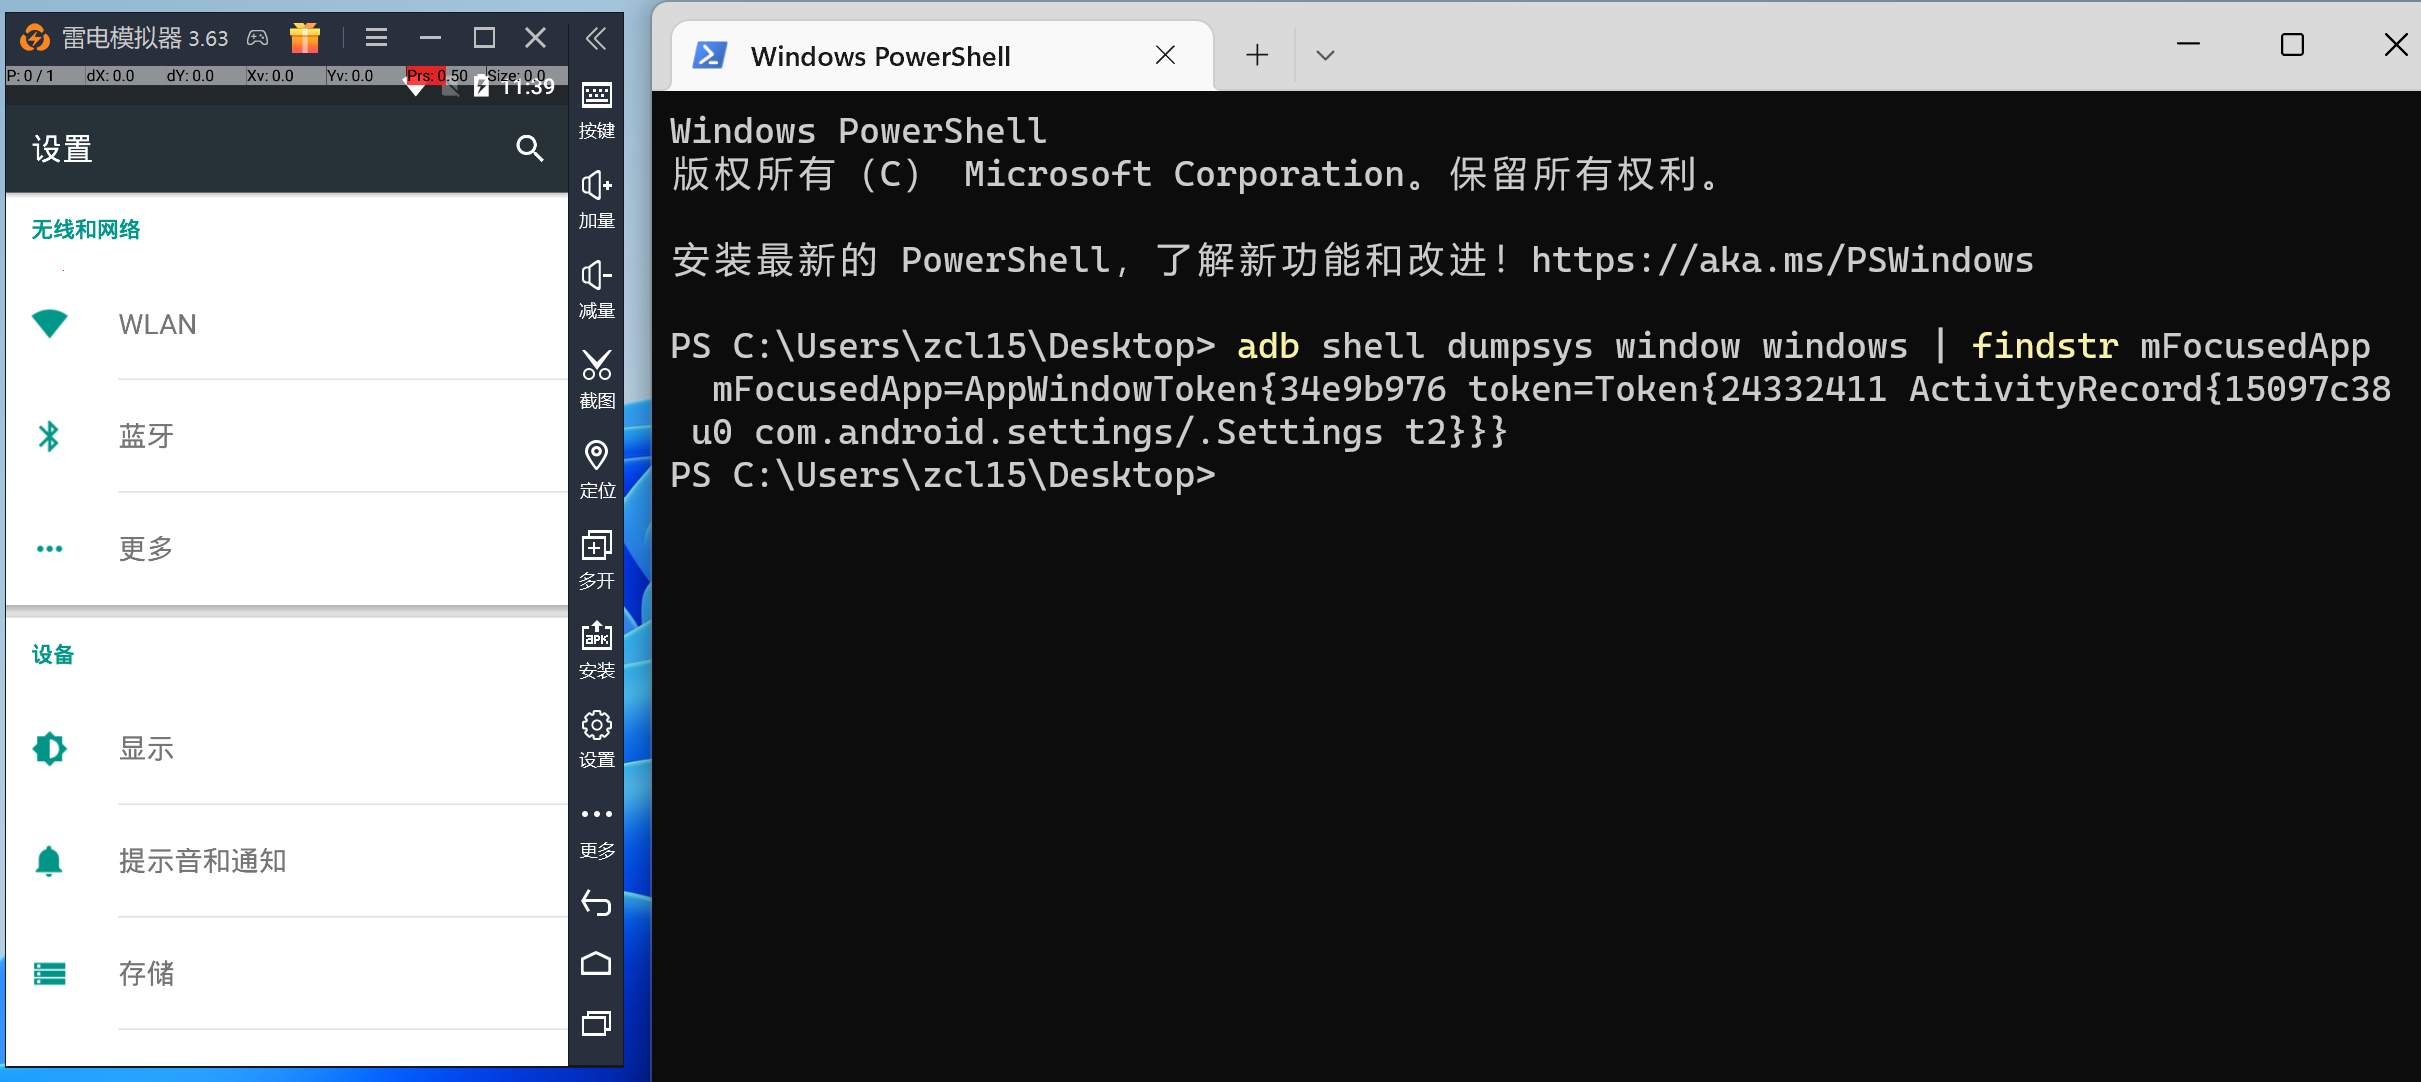 雷电模拟器 3.63
P: 0 / 1 dX: 0.0 dY: 0.0 Xv: 0.0 Yv: 0.0 Prs: 0.50 Size: 0.0
11:39
设置
无线和网络
WLAN
蓝牙
更多
设备
显示
提示音和通知
存储
按键
加量
减量
截图
定位
多开
APK
安装
设置
更多
Windows PowerShell
Windows PowerShell
版权所有（C） Microsoft Corporation。保留所有权利。
安装最新的 PowerShell，了解新功能和改进！https://aka.ms/PSWindows
PS C:\Users\zcl15\Desktop> adb shell dumpsys window windows | findstr mFocusedApp
mFocusedApp=AppWindowToken{34e9b976 token=Token{24332411 ActivityRecord{15097c38
u0 com.android.settings/.Settings t2}}}
PS C:\Users\zcl15\Desktop>